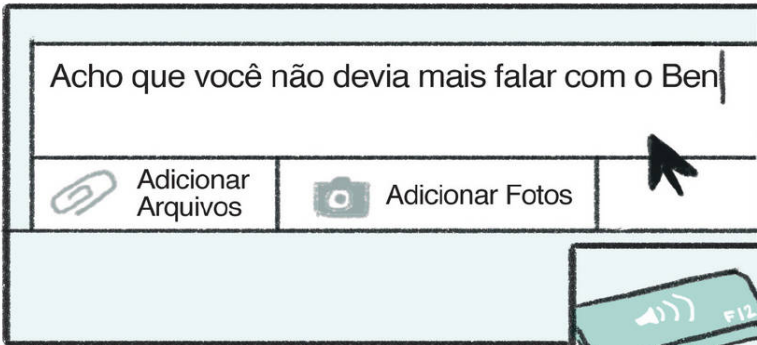 Acho que você não devia mais falar com o Ben
Adicionar
Arquivos
Adicionar Fotos
F12